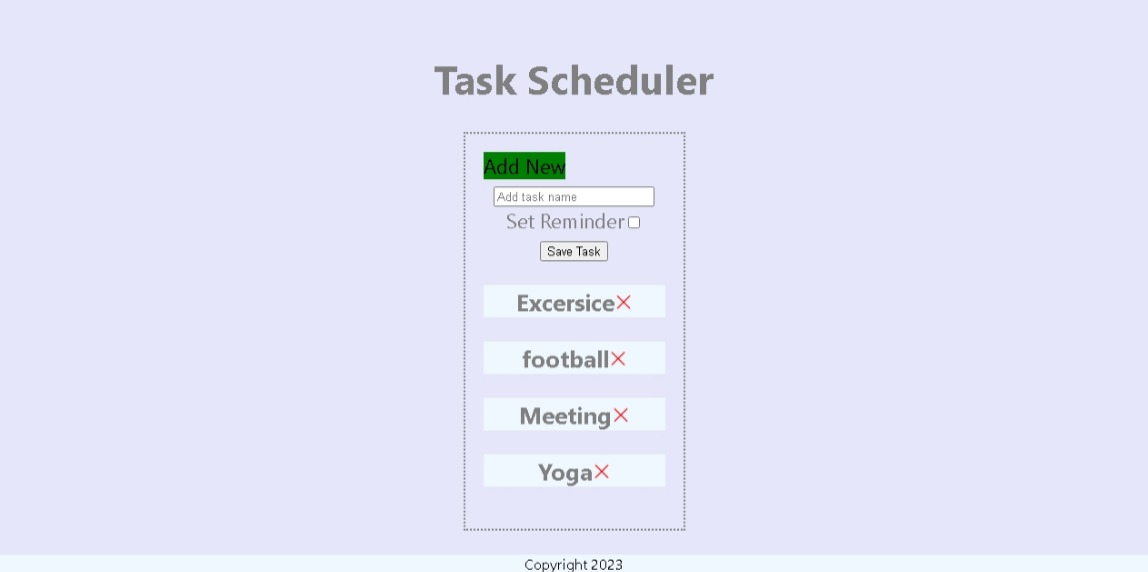 Task Scheduler
Add New
Add task name
Set Reminder
Save Task
Excersice
football
Meeting
Yoga
Copyright 2023